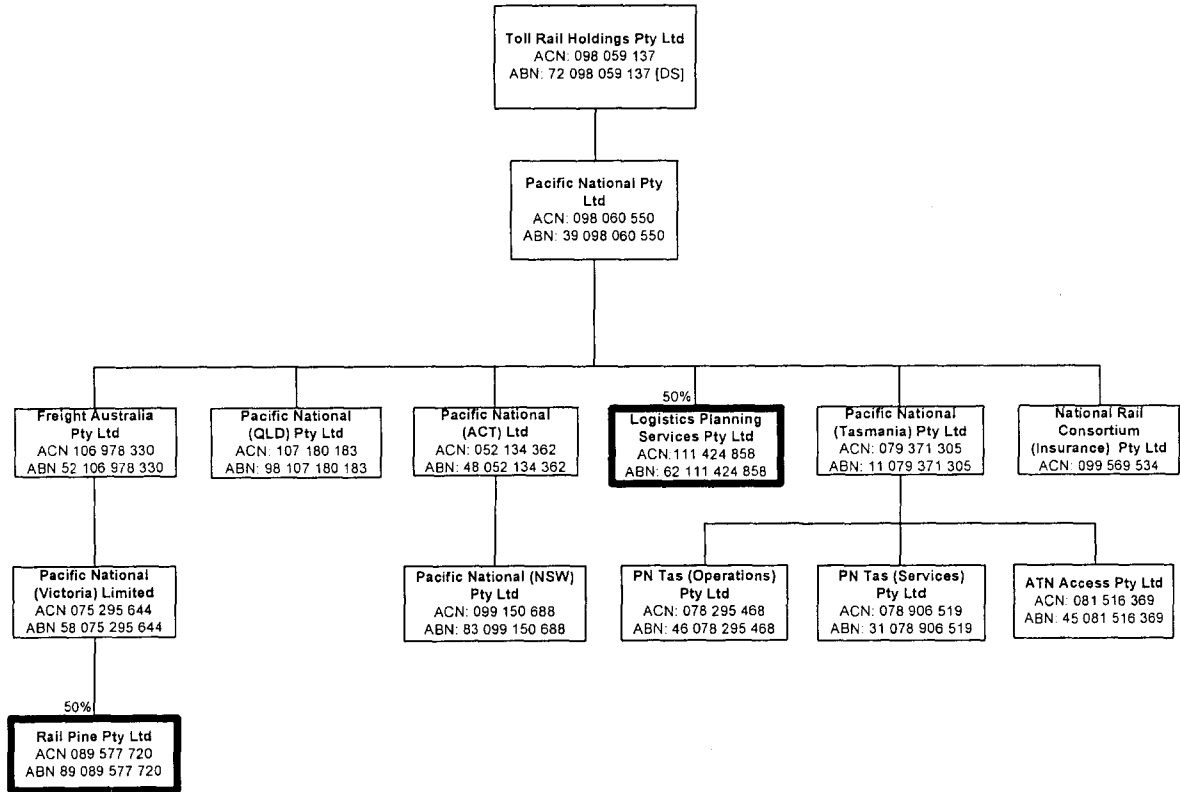 Toll Rail Holdings Pty Ltd
ACN: 098 059 137
ABN: 72 098 059 137 [DS]
Pacific National Pty
Ltd
ACN: 098 060 550
ABN: 39 098 060 550
Freight Australia
Pty Ltd
ACN 106 978 330
ABN 52 106 978 330
Pacific National
(QLD) Pty Ltd
ACN: 107 180 183
ABN: 98 107 180 183
Pacific National
(ACT) Ltd
ACN: 052 134 362
ABN: 48 052 134 362
50%
Logistics Planning
Services Pty Ltd
ACN:111 424 858
ABN: 62 111 424 858
Pacific National
(Tasmania) Pty Ltd
ACN: 079 371 305
ABN: 11 079 371 305
National Rail
Consortium
(Insurance) Pty Ltd
ACN: 099 569 534
Pacific National
(Victoria) Limited
ACN 075 295 644
ABN 58 075 295 644
Pacific National (NSW)
Pty Ltd
ACN: 099 150 688
ABN: 83 099 150 688
PN Tas (Operations)
Pty Ltd
ACN: 078 295 468
ABN: 46 078 295 468
PN Tas (Services)
Pty Ltd
ACN: 078 906 519
ABN: 31 078 906 519
ATN Access Pty Ltd
ACN: 081 516 369
ABN: 45 081 516 369
50%
Rail Pine Pty Ltd
ACN 089 577 720
ABN 89 089 577 720